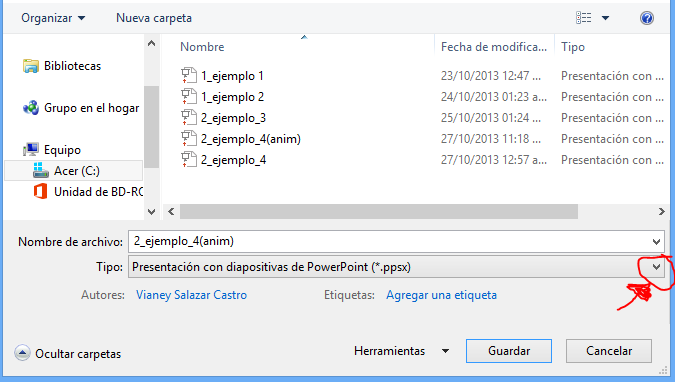 Organizar Nueva carpeta
Nombre Fecha de modifica... Tipo
Bibliotecas
Grupo en el hogar
Equipo
Acer (C:)
Unidad de BD-RO
1_ejemplo 1 23/10/2013 12:47 ... Presentación con ...
1_ejemplo 2 24/10/2013 01:23 a... Presentación con ...
2_ejemplo_3 25/10/2013 01:24 ... Presentación con ...
2_ejemplo_4(anim) 27/10/2013 11:18 ... Presentación con ...
2_ejemplo_4 27/10/2013 12:57 a... Presentación con ...
Nombre de archivo: 2_ejemplo_4(anim)
Tipo: Presentación con diapositivas de PowerPoint (*.ppsx)
Autores: Vianey Salazar Castro Etiquetas: Agregar una etiqueta
Ocultar carpetas Herramientas Guardar Cancelar